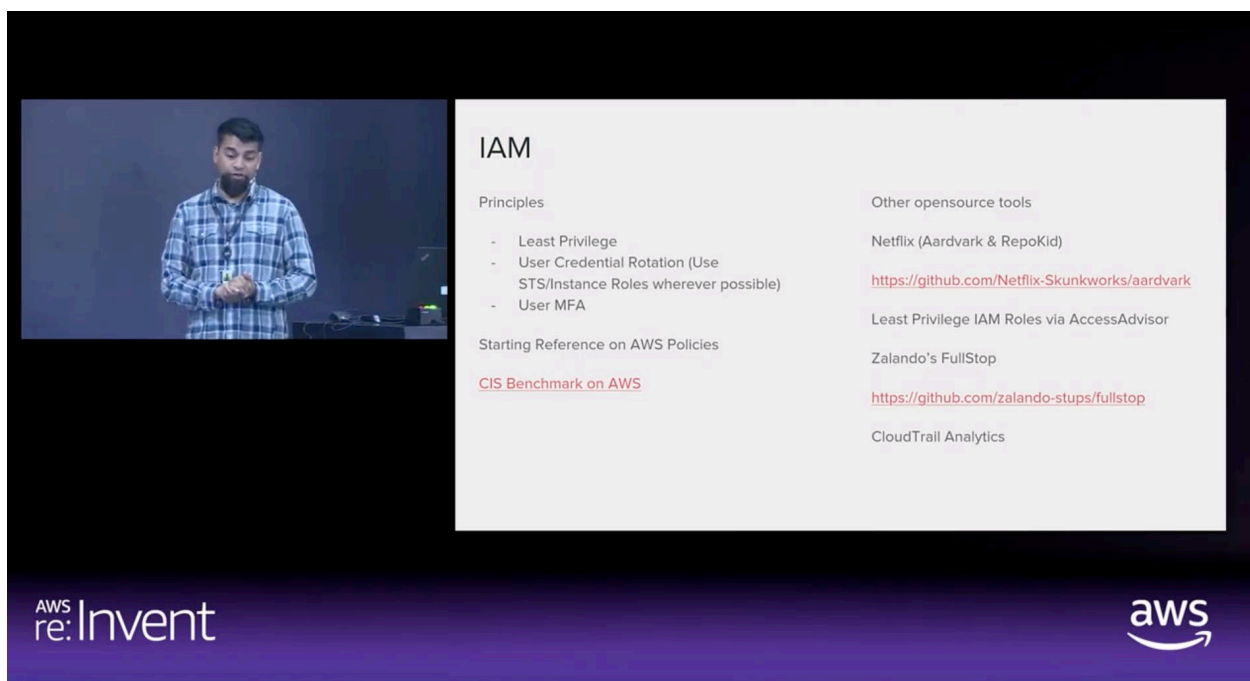 IAM
Principles
- Least Privilege
- User Credential Rotation (Use
STS/Instance Roles wherever possible)
- User MFA
Starting Reference on AWS Policies
CIS Benchmark on AWS
Other opensource tools
Netflix (Aardvark & RepoKid)
https://github.com/Netflix-Skunkworks/aardvark
Least Privilege IAM Roles via AccessAdvisor
Zalando's FullStop
https://github.com/zalando-stups/fullstop
CloudTrail Analytics
AWS
re:Invent
aws